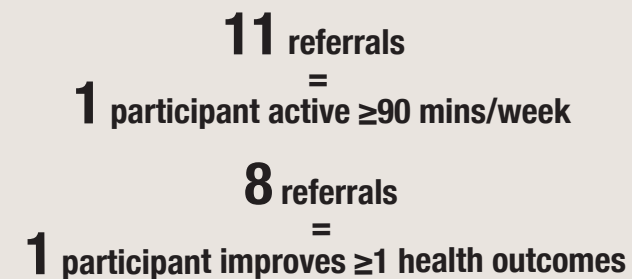 11 referrals
=
1 participant active ≥90 mins/week
8 referrals
=
1 participant improves ≥1 health outcomes